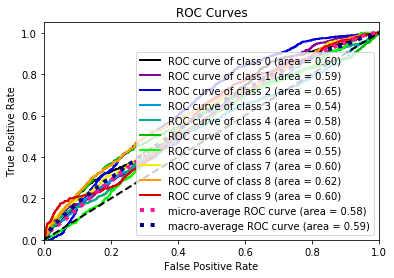 ROC Curves
1.0
0.8
0.6
0.4
0.2
0.0
True Positive Rate
ROC curve of class 0 (area = 0.60)
ROC curve of class 1 (area = 0.59)
ROC curve of class 2 (area = 0.65)
ROC curve of class 3 (area = 0.54)
ROC curve of class 4 (area = 0.58)
ROC curve of class 5 (area = 0.60)
ROC curve of class 6 (area = 0.55)
ROC curve of class 7 (area = 0.60)
ROC curve of class 8 (area = 0.62)
ROC curve of class 9 (area = 0.60)
micro-average ROC curve (area = 0.58)
macro-average ROC curve (area = 0.59)
0.0 0.2 0.4 0.6 0.8 1.0
False Positive Rate